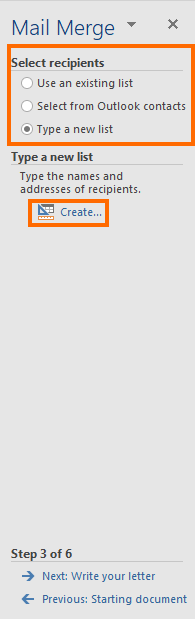 Mail Merge
Select recipients
Use an existing list
Select from Outlook contacts
Type a new list
Type a new list
Type the names and
addresses of recipients.
Create...
Step 3 of 6
Next: Write your letter
Previous: Starting document